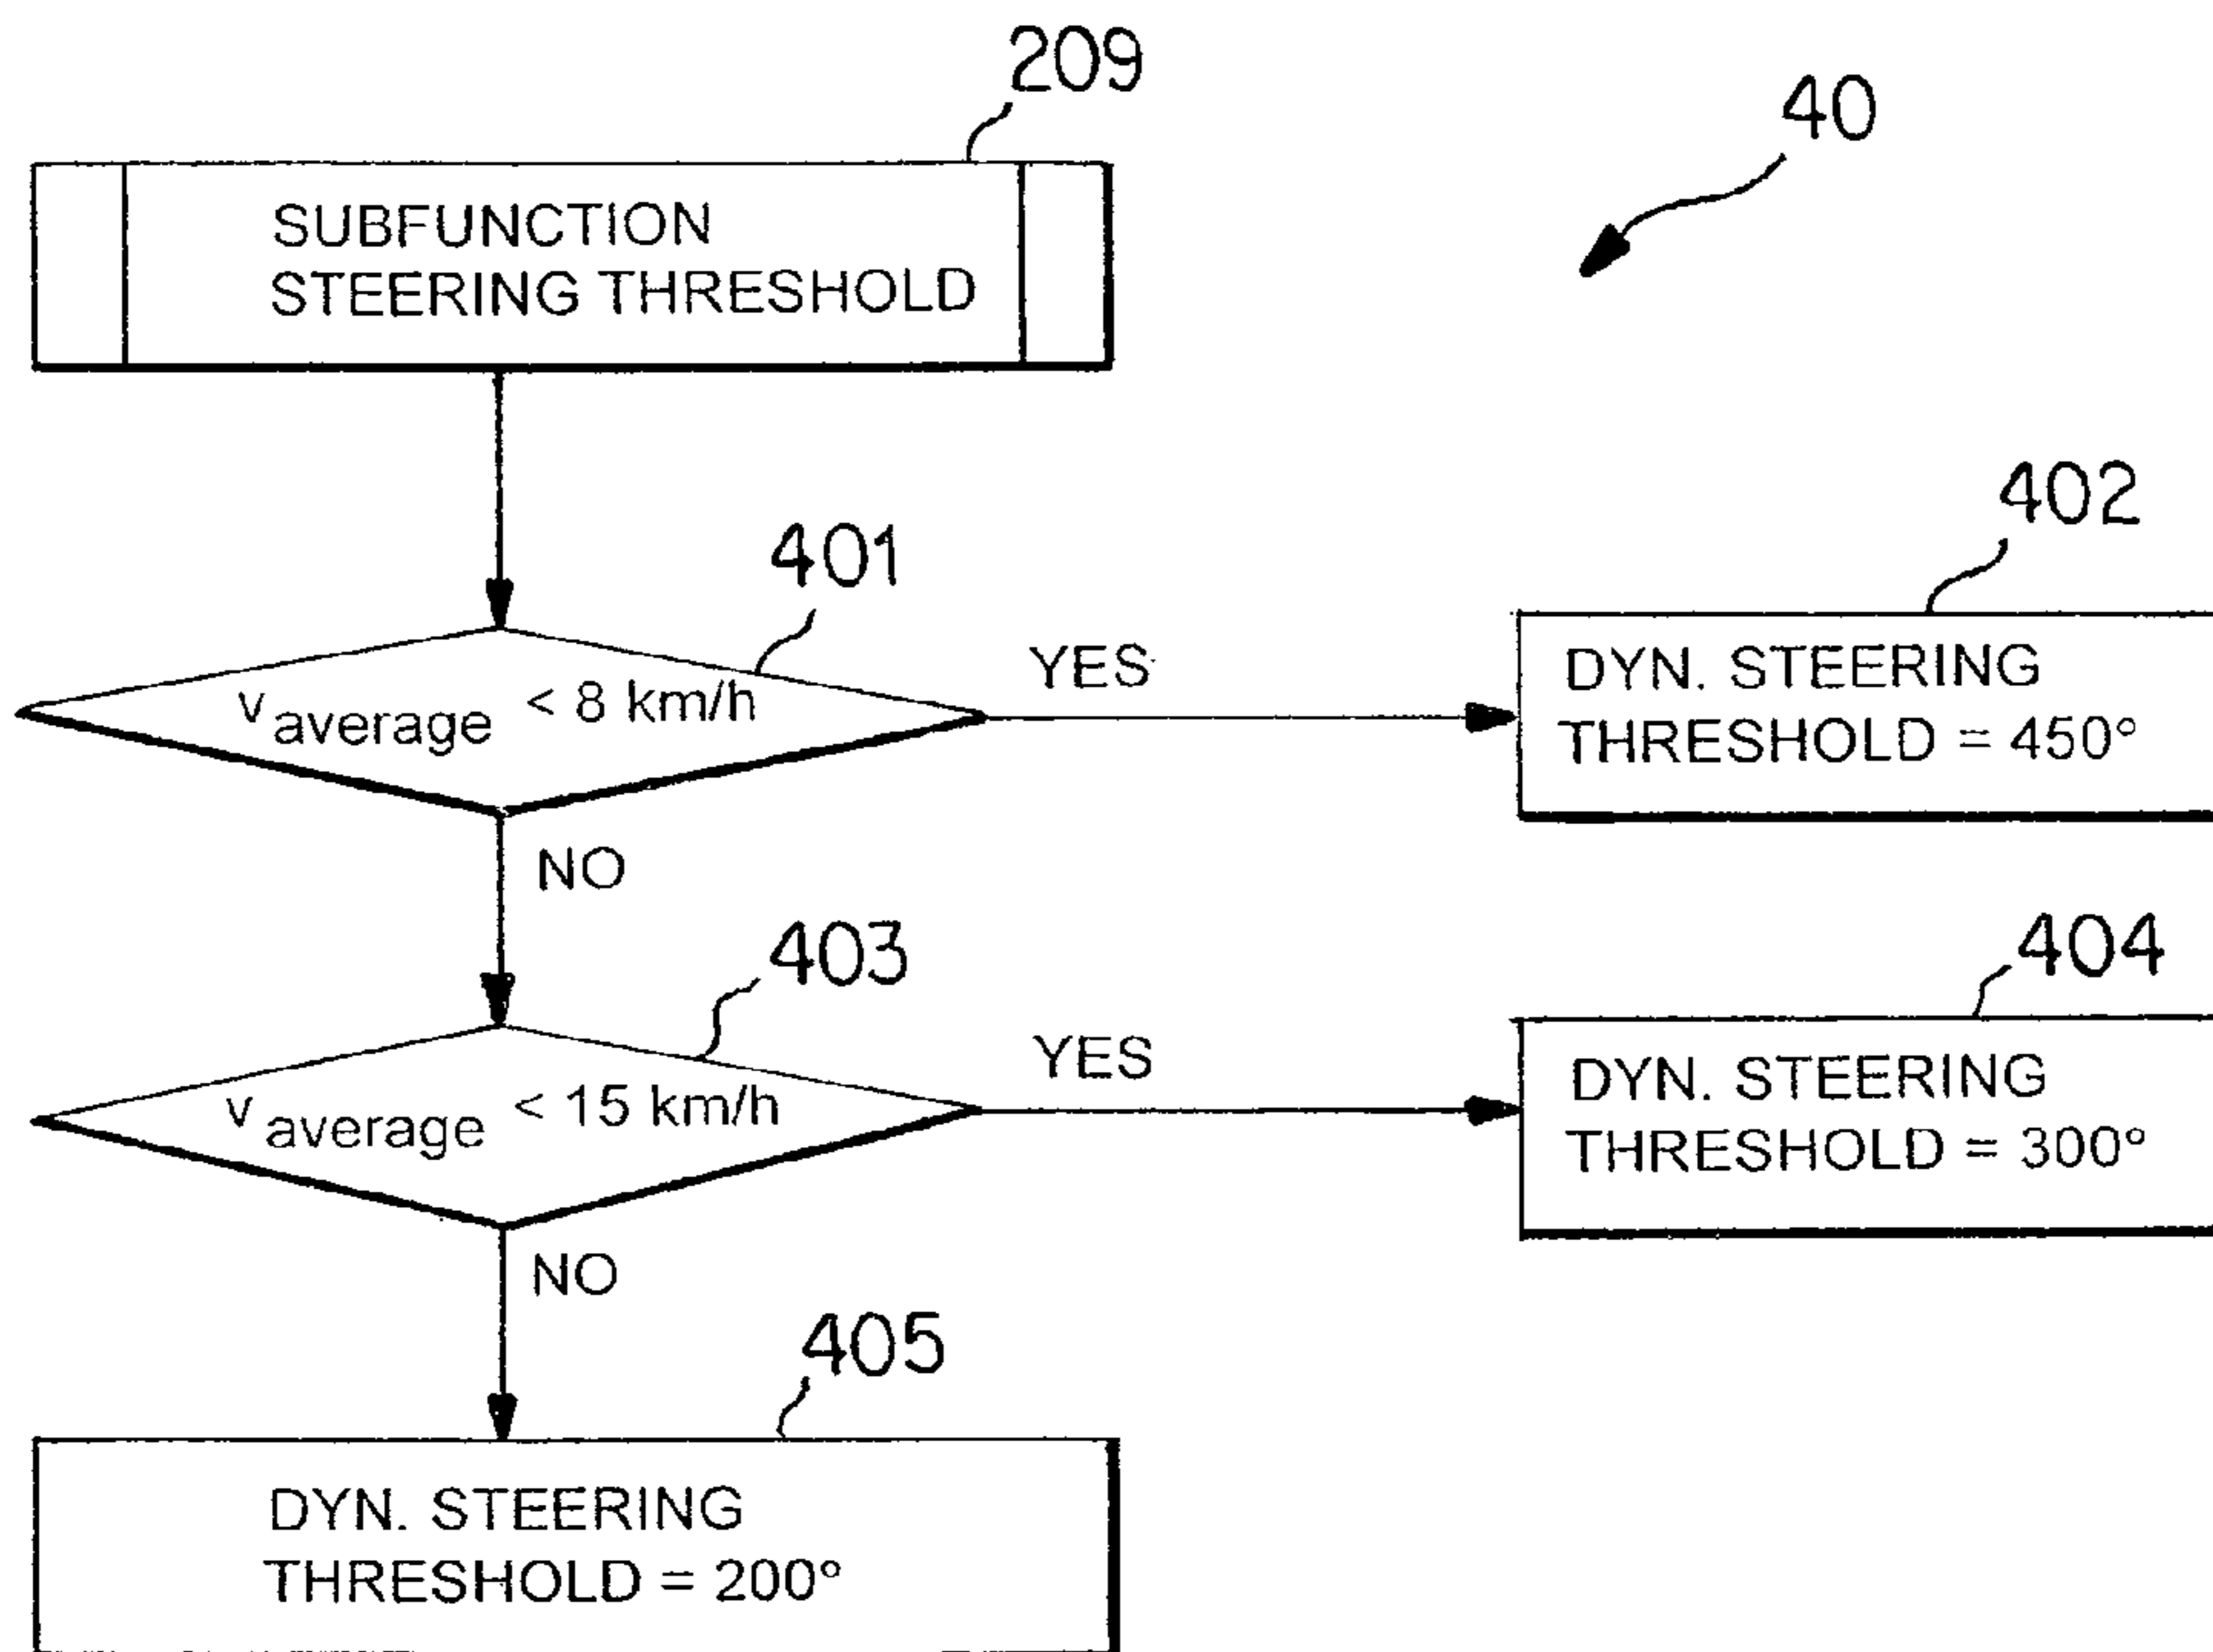 209
40
SUBFUNCTION
STEERING THRESHOLD
402
401
YES
DYN. STEERING
THRESHOLD = 450°
v average < 8 km/h
NO
403
404
YES
DYN. STEERING
THRESHOLD = 300°
v average < 15 km/h
NO
405
DYN. STEERING
THRESHOLD = 200°